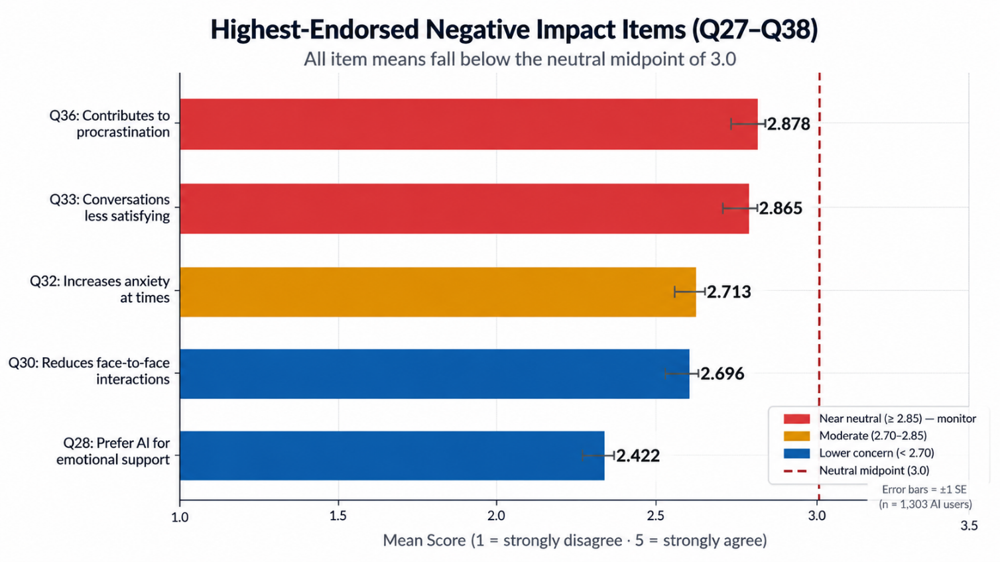 Highest-Endorsed Negative Impact Items (Q27–Q38)
All item means fall below the neutral midpoint of 3.0
Q36: Contributes to
procrastination
2.878
Q33: Conversations
less satisfying
2.865
Q32: Increases anxiety
at times
2.713
Q30: Reduces face-to-face
interactions
2.696
Q28: Prefer AI for
emotional support
2.422
Near neutral (≥ 2.85) — monitor
Moderate (2.70–2.85)
Lower concern (< 2.70)
Neutral midpoint (3.0)
Error bars = ±1 SE
(n = 1,303 AI users)
1.0 1.5 2.0 2.5 3.0 3.5
Mean Score (1 = strongly disagree · 5 = strongly agree)